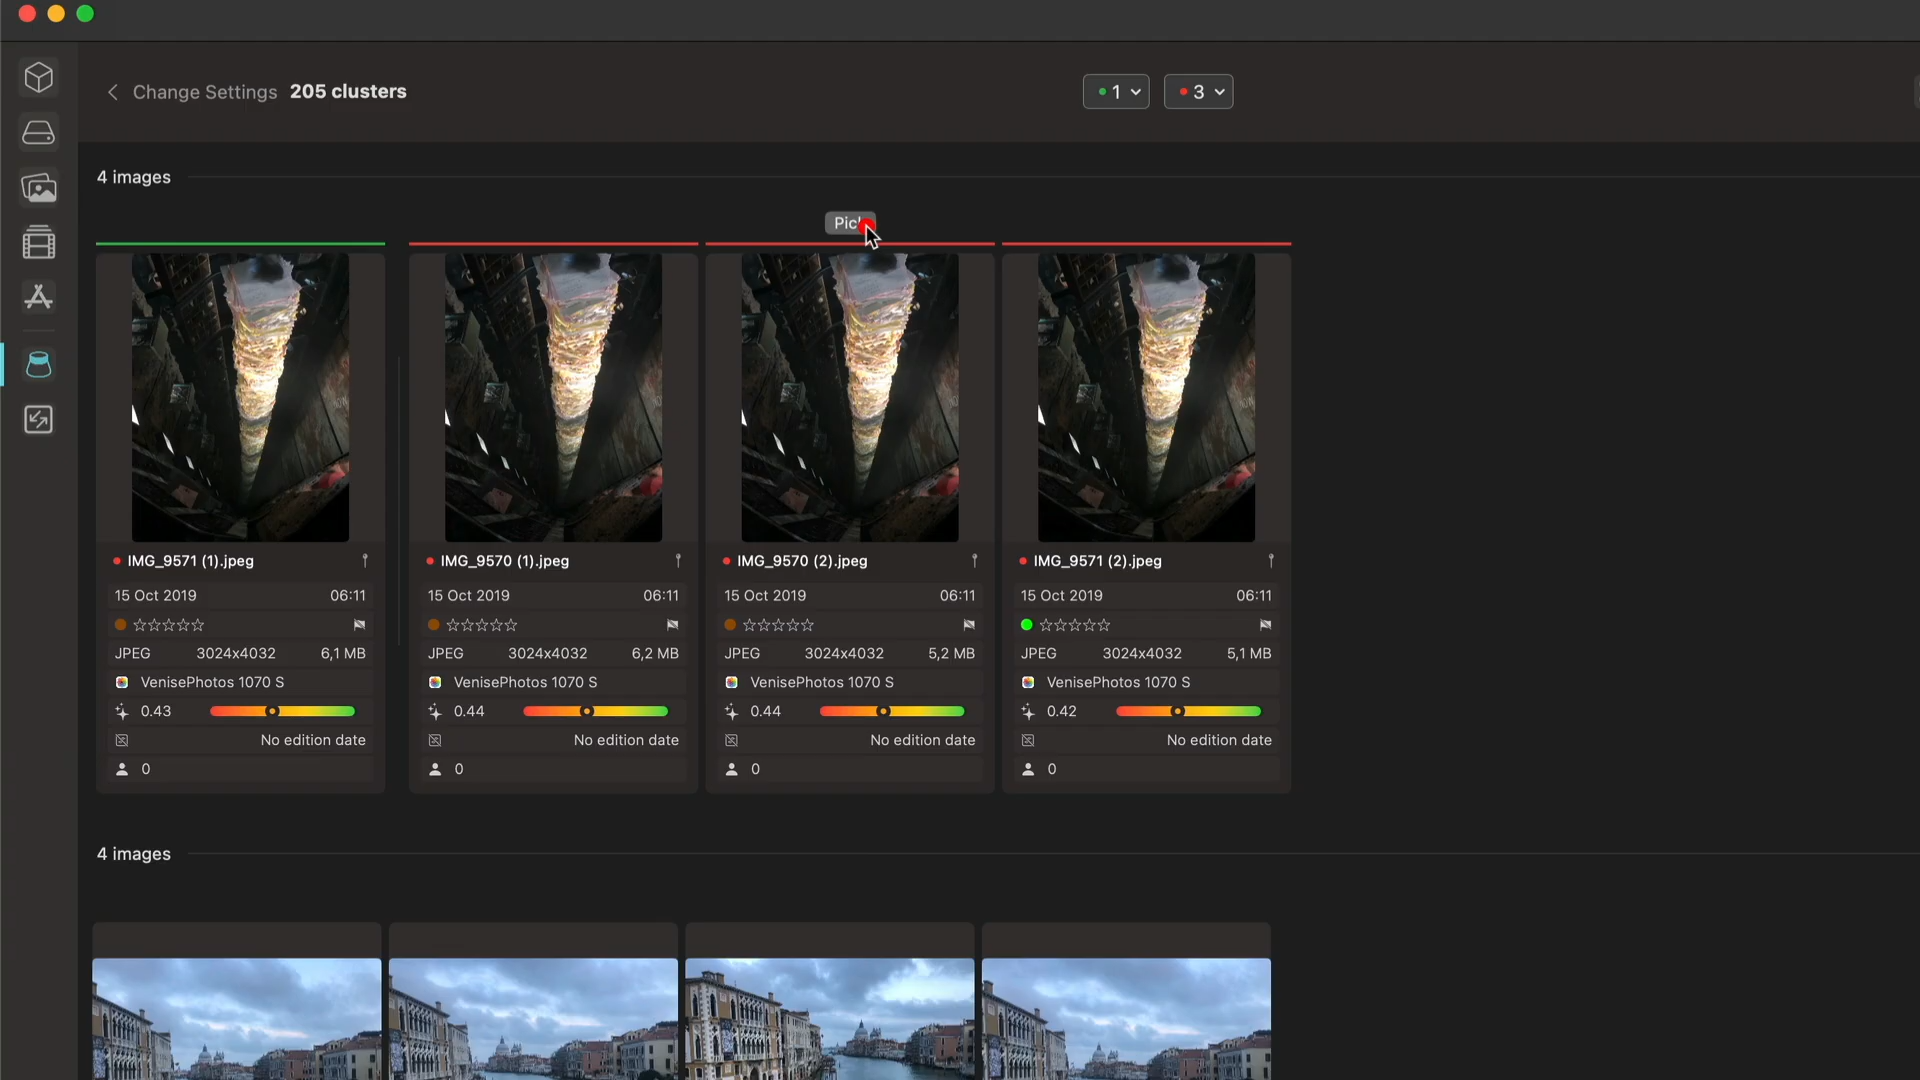 Change Settings 205 clusters 1 3
4 images
IMG_9571 (1).jpeg
15 Oct 2019 06:11
JPEG 3024x4032 6,1 MB
VenisePhotos 1070 S
0.43
No edition date
0
IMG_9570 (1).jpeg
15 Oct 2019 06:11
JPEG 3024x4032 6,2 MB
VenisePhotos 1070 S
0.44
No edition date
0
IMG_9570 (2).jpeg
15 Oct 2019 06:11
JPEG 3024x4032 5,2 MB
VenisePhotos 1070 S
0.44
No edition date
0
IMG_9571 (2).jpeg
15 Oct 2019 06:11
JPEG 3024x4032 5,1 MB
VenisePhotos 1070 S
0.42
No edition date
0
4 images